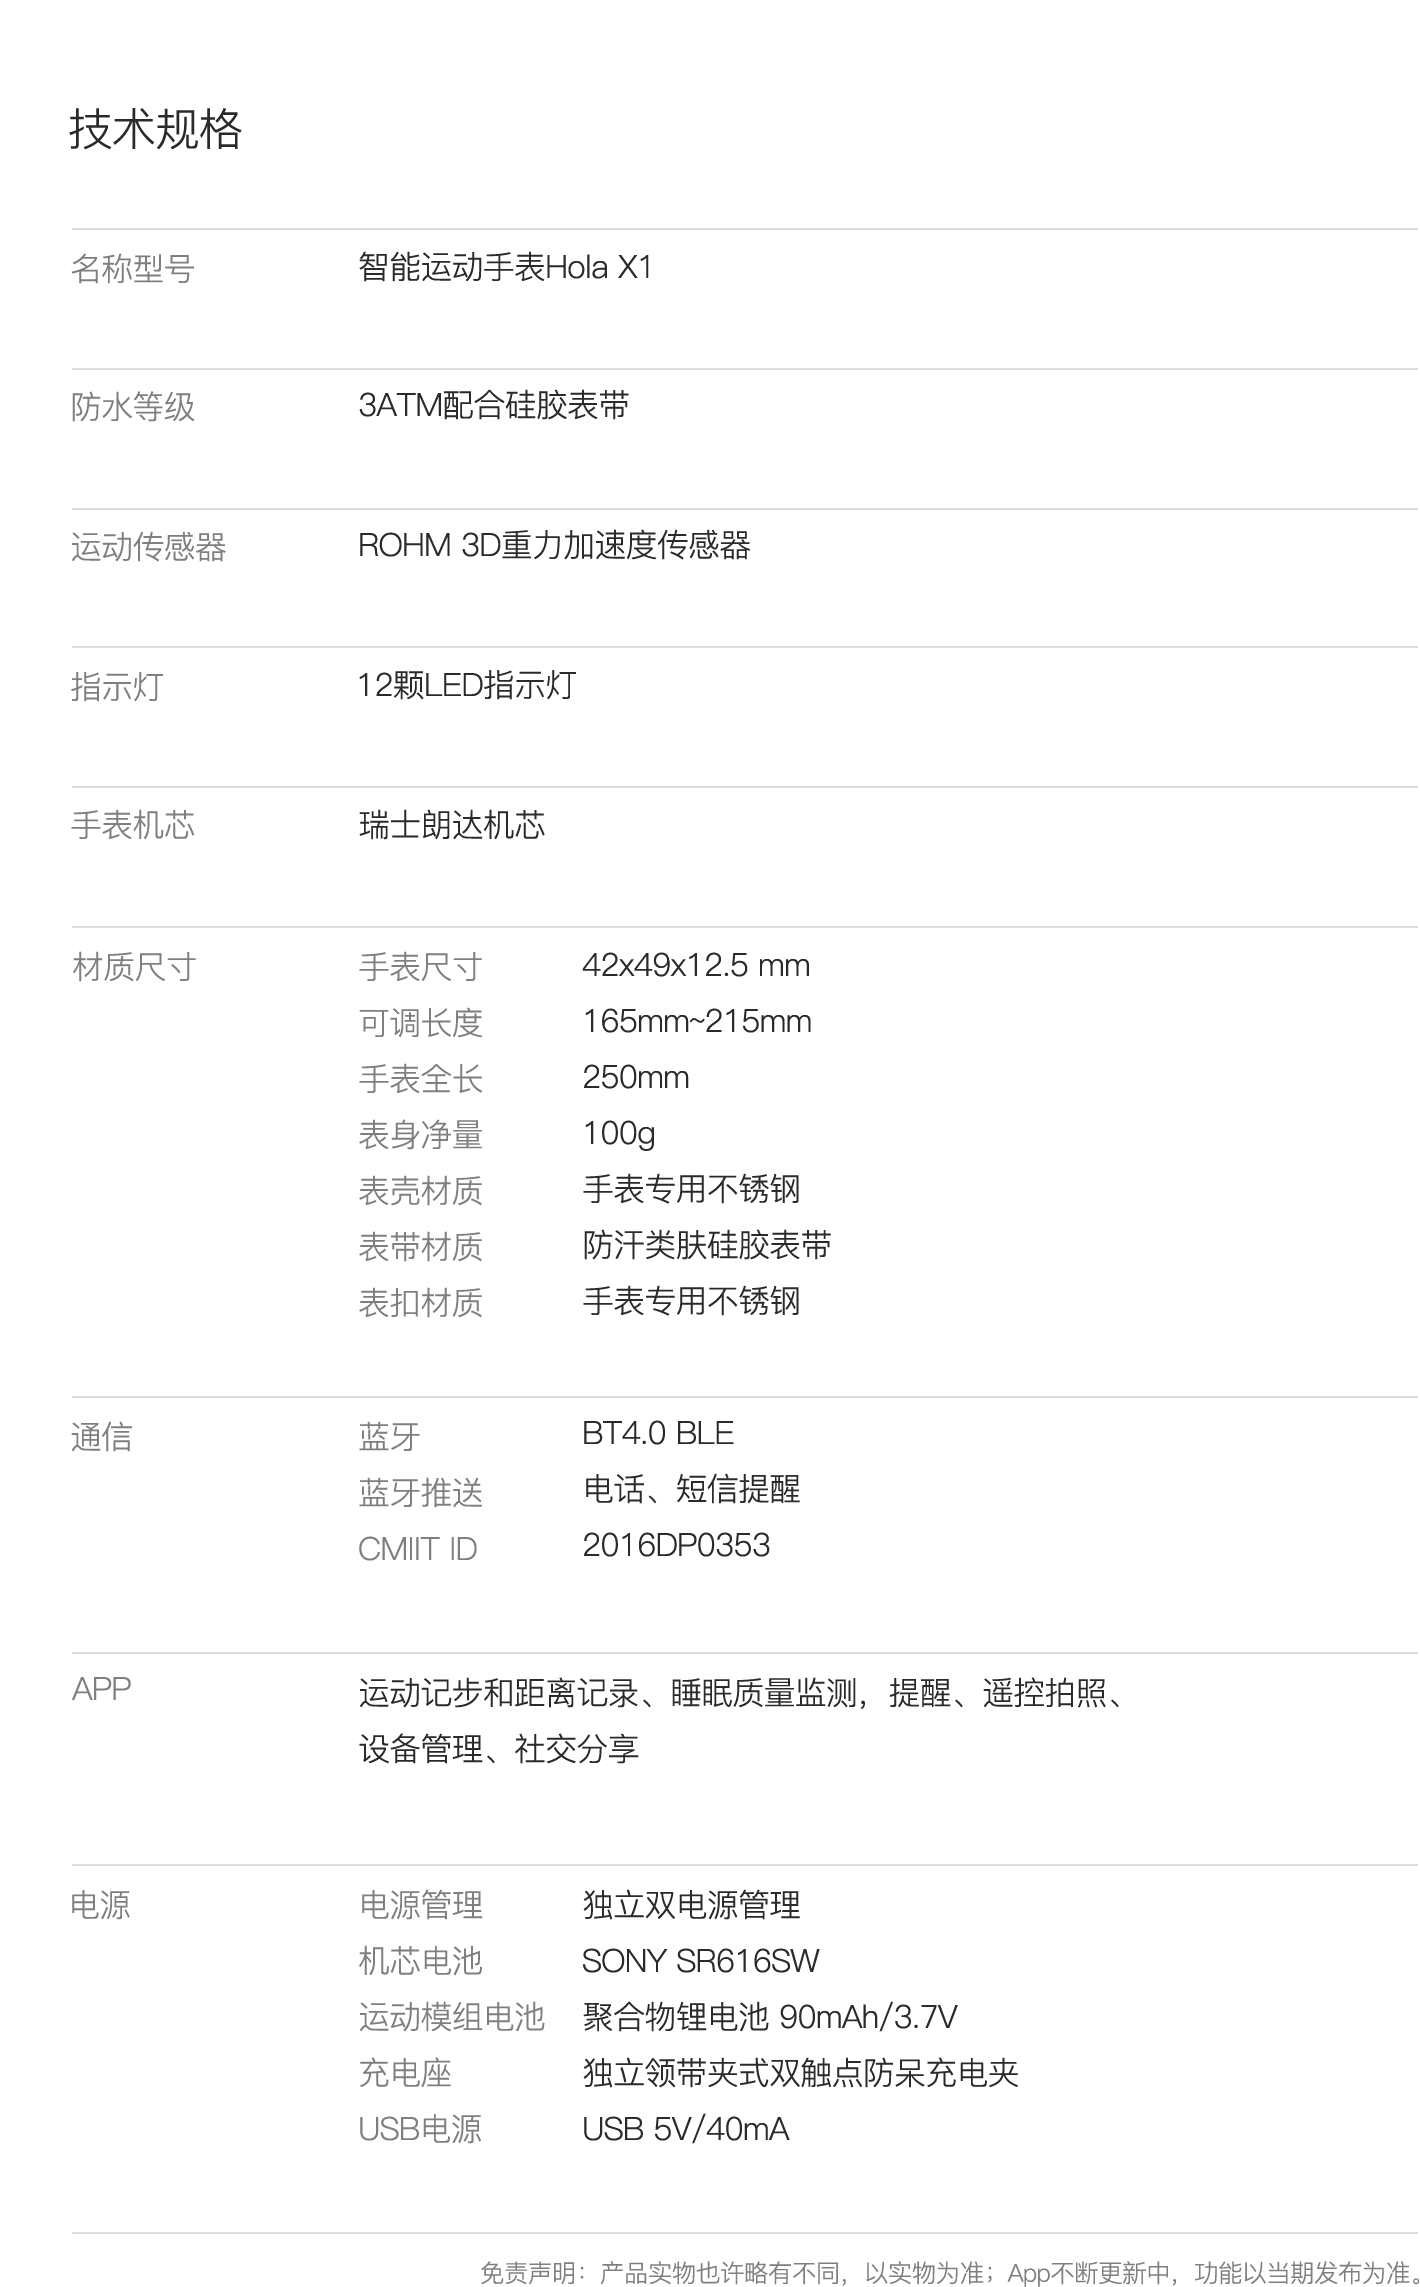 技术规格
名称型号 智能运动手表Hola X1
防水等级 3ATM配合硅胶表带
运动传感器 ROHM 3D重力加速度传感器
指示灯 12颗LED指示灯
手表机芯 瑞士朗达机芯
材质尺寸 手表尺寸 42x49x12.5 mm
可调长度 165mm~215mm
手表全长 250mm
表身净量 100g
表壳材质 手表专用不锈钢
表带材质 防汗类肤硅胶表带
表扣材质 手表专用不锈钢
通信 蓝牙 BT4.0 BLE
蓝牙推送 电话、短信提醒
CMIIT ID 2016DP0353
APP 运动记步和距离记录、睡眠质量监测，提醒、遥控拍照、
设备管理、社交分享
电源 电源管理 独立双电源管理
机芯电池 SONY SR616SW
运动模组电池 聚合物锂电池 90mAh/3.7V
充电座 独立领带夹式双触点防呆充电夹
USB电源 USB 5V/40mA
免责声明：产品实物也许略有不同，以实物为准；App不断更新中，功能以当期发布为准。